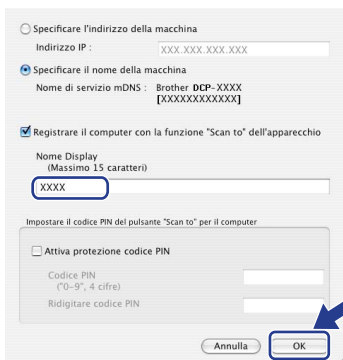 Specificare l'indirizzo della macchina
Indirizzo IP : XXX.XXX.XXX.XXX
Specificare il nome della macchina
Nome di servizio mDNS : Brother DCP-XXXX
[XXXXXXXXXXXX]
Registrare il computer con la funzione "Scan to" dell'apparecchio
Nome Display
(Massimo 15 caratteri)
XXXX
Impostare il codice PIN del pulsante "Scan to" per il computer
Attiva protezione codice PIN
Codice PIN
("0-9", 4 cifre)
Ridigitare codice PIN
Annulla OK